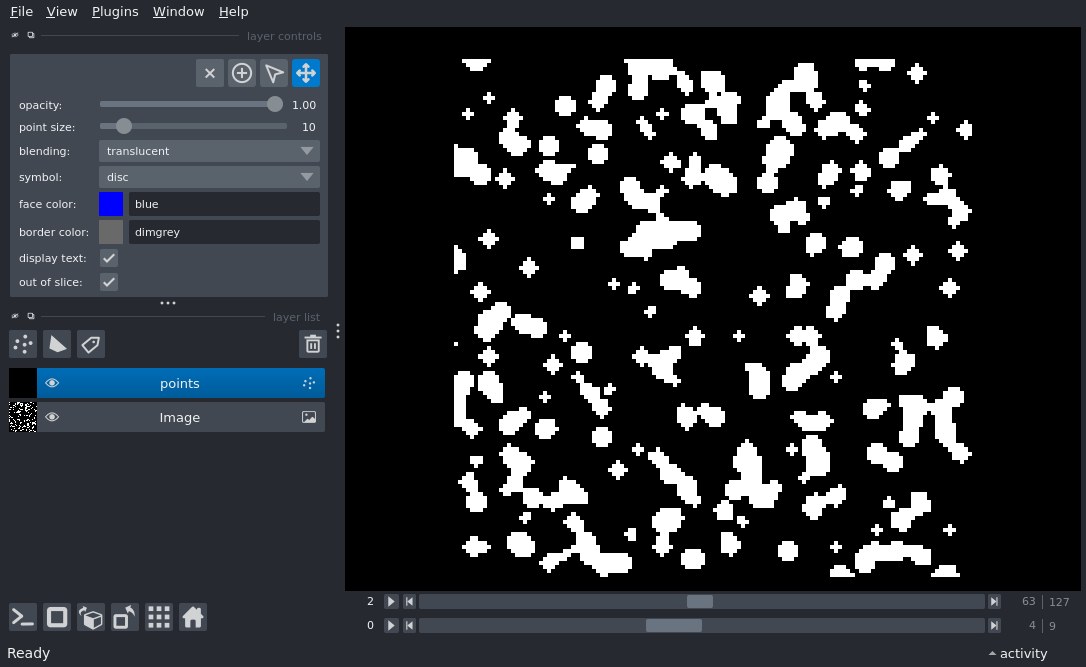 File View Plugins Window Help
layer controls
opacity: 1.00
point size: 10
blending: translucent
symbol: disc
face color: blue
border color: dimgrey
display text:
out of slice:
layer list
points
Image
2 63 127
0 4 9
Ready activity